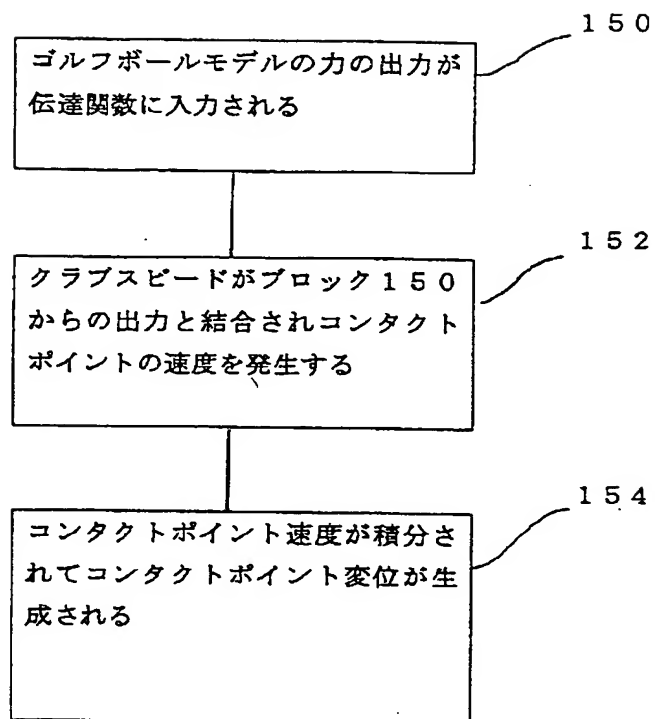 １５０
ゴルフボールモデルの力の出力が
伝達関数に入力される
１５２
クラブスピードがブロック１５０
からの出力と結合されコンタクト
ポイントの速度を発生する
１５４
コンタクトポイント速度が積分さ
れてコンタクトポイント変位が生
成される